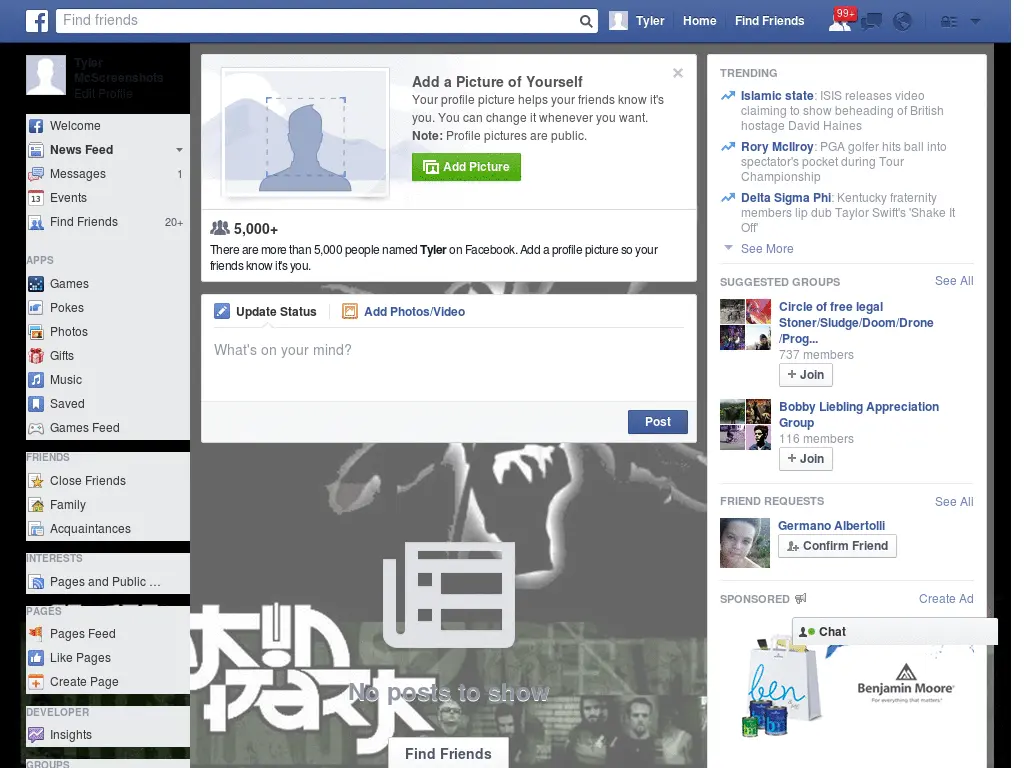 Find friends
Tyler
Home
Find Friends
99+
Tyler
McScreenshots
Edit Profile
Welcome
News Feed
Messages 1
13 Events
Find Friends 20+
APPS
Games
Pokes
Photos
Gifts
Music
Saved
Games Feed
FRIENDS
Close Friends
Family
Acquaintances
INTERESTS
Pages and Public ...
PAGES
Pages Feed
Like Pages
Create Page
DEVELOPER
Insights
GROUPS
Add a Picture of Yourself
Your profile picture helps your friends know it's
you. You can change it whenever you want.
Note: Profile pictures are public.
Add Picture
5,000+
There are more than 5,000 people named Tyler on Facebook. Add a profile picture so your
friends know it's you.
Update Status
Add Photos/Video
What's on your mind?
Post
No posts to show
Find Friends
TRENDING
Islamic state: ISIS releases video
claiming to show beheading of British
hostage David Haines
Rory McIlroy: PGA golfer hits ball into
spectator's pocket during Tour
Championship
Delta Sigma Phi: Kentucky fraternity
members lip dub Taylor Swift's 'Shake It
Off'
See More
SUGGESTED GROUPS See All
Circle of free legal
Stoner/Sludge/Doom/Drone
/Prog...
737 members
+ Join
Bobby Liebling Appreciation
Group
116 members
+ Join
FRIEND REQUESTS See All
Germano Albertolli
Confirm Friend
SPONSORED Create Ad
Chat
ben
Benjamin Moore
For everything that matters.